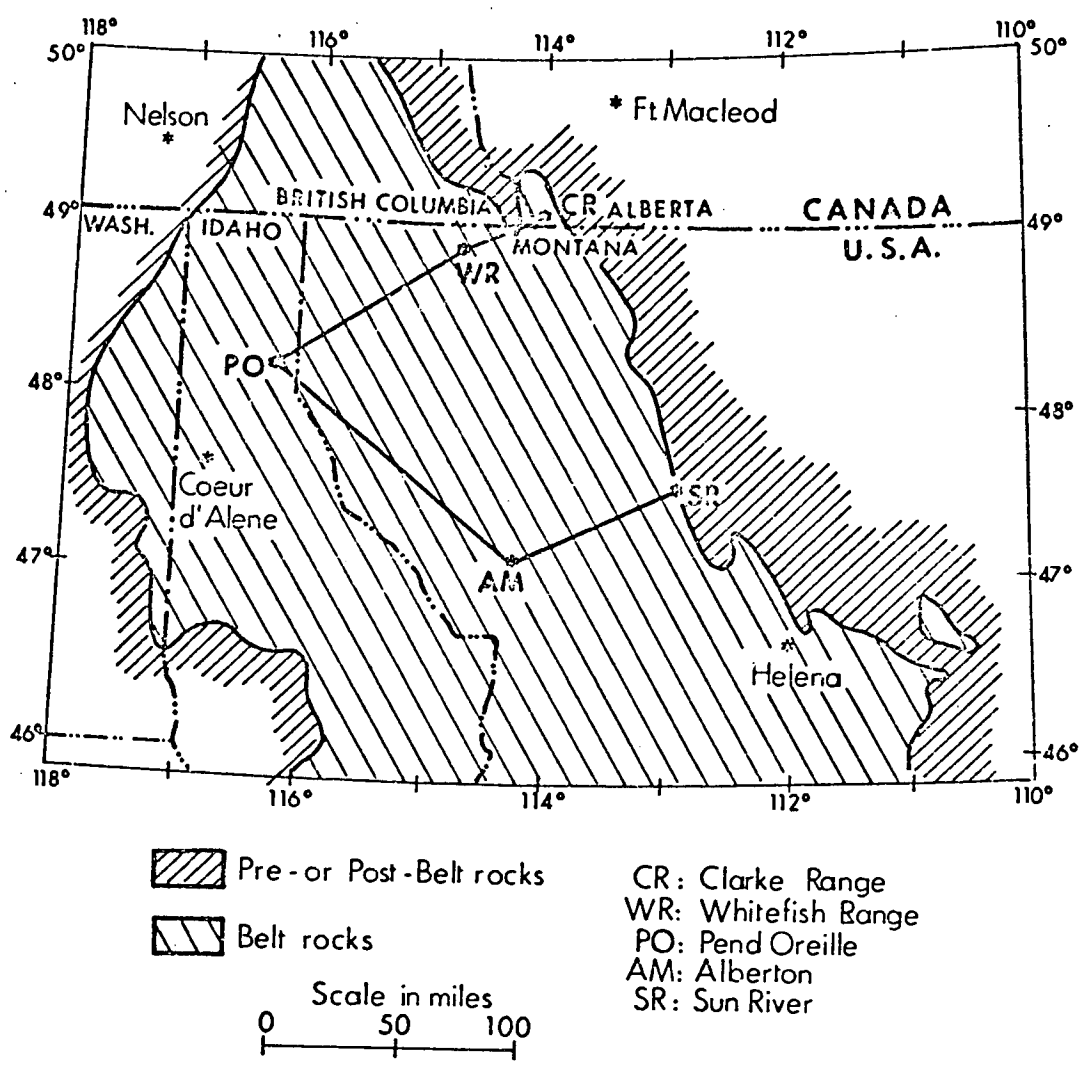 118° 116° 114° 112° 110°
50° 50°
Nelson
Ft Macleod
BRITISH COLUMBIA CR ALBERTA CANADA
49° 49°
WASH. IDAHO MONTANA U.S.A.
WR
PO
48° 48°
Coeur
d'Alene
SR
47° 47°
AM
Helena
46° 46°
118° 116° 114° 112° 110°
Pre-or Post-Belt rocks
Belt rocks
CR: Clarke Range
WR: Whitefish Range
PO: Pend Oreille
AM: Alberton
SR: Sun River
Scale in miles
0 50 100